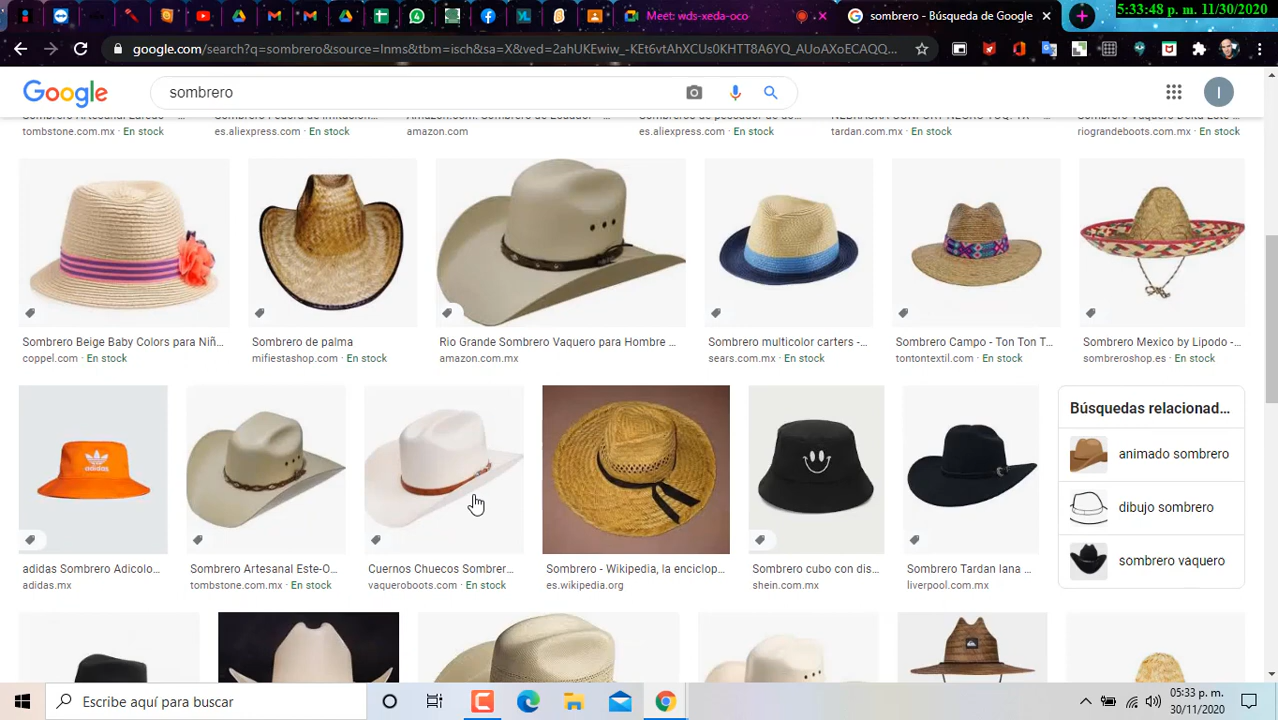 5:33:48 p.m. 11/30/2020
Meet: wds-xeda-oco
sombrero - Búsqueda de Google
google.com/search?q=sombrero&source=lnms&tbm=isch&sa=X&ved=2ahUKEwiw_-KEt6vtAhXCUs0KHTT8A6YQ_AUoAXoECAQQ...
Google
sombrero
I
tombstone.com.mx · En stock
es.aliexpress.com · En stock
amazon.com
es.aliexpress.com · En stock
tardan.com · En stock
riograndeboots.com.mx · En stock
Sombrero Beige Baby Colors para Niñ...
coppel.com · En stock
Sombrero de palma
mifiestashop.com · En stock
Rio Grande Sombrero Vaquero para Hombre ...
amazon.com.mx
Sombrero multicolor carters -...
sears.com.mx · En stock
Sombrero Campo - Ton Ton T...
tontontextil.com · En stock
Sombrero Mexico by Lipodo -...
sombreroshop.es · En stock
adidas
adidas Sombrero Adicolo...
adidas.mx
Sombrero Artesanal Este-O...
tombstone.com.mx · En stock
Cuernos Chuecos Sombrer...
vaqueroboots.com · En stock
Sombrero - Wikipedia, la enciclop...
es.wikipedia.org
Sombrero cubo con dis...
shein.com.mx
Sombrero Tardan lana ...
liverpool.com.mx
Búsquedas relacionad...
animado sombrero
dibujo sombrero
sombrero vaquero
Escribe aquí para buscar
05:33 p. m.
30/11/2020